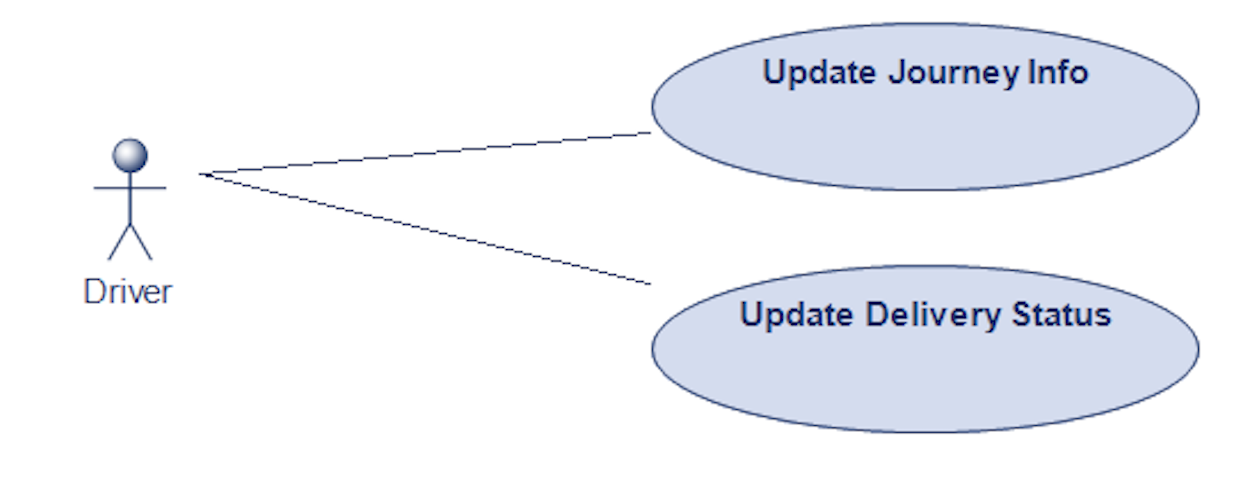 Update Journey Info
Driver
Update Delivery Status